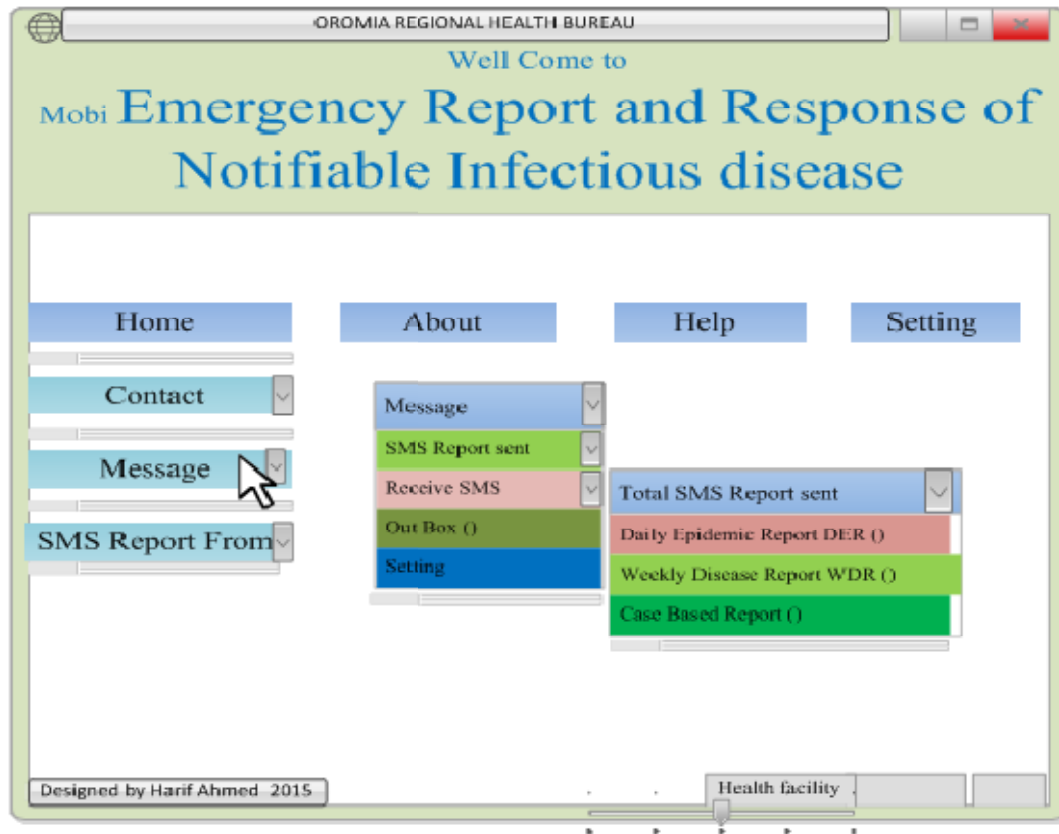 OROMIA REGIONAL HEALTH BUREAU
Well Come to
Mobi Emergency Report and Response of
Notifiable Infectious disease
Home About Help Setting
Contact
Message
SMS Report From
Message
SMS Report sent
Receive SMS
Out Box ()
Setting
Total SMS Report sent
Daily Epidemic Report DER ()
Weekly Disease Report WDR ()
Case Based Report ()
Designed by Harif Ahmed 2015
Health facility